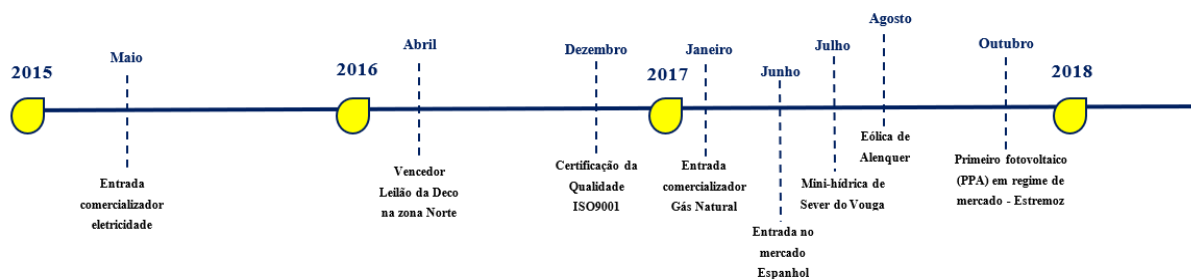 2015
Maio
Entrada
comercializador
eletricidade
2016
Abril
Vencedor
Leilão da Deco
na zona Norte
Dezembro
Certificação da
Qualidade
ISO9001
2017
Janeiro
Entrada
comercializador
Gás Natural
Junho
Entrada no
mercado
Espanhol
Julho
Mini-hídrica de
Sever do Vouga
Agosto
Eólica de
Alenquer
Outubro
Primeiro fotovoltaico
(PPA) em regime de
mercado - Estremoz
2018